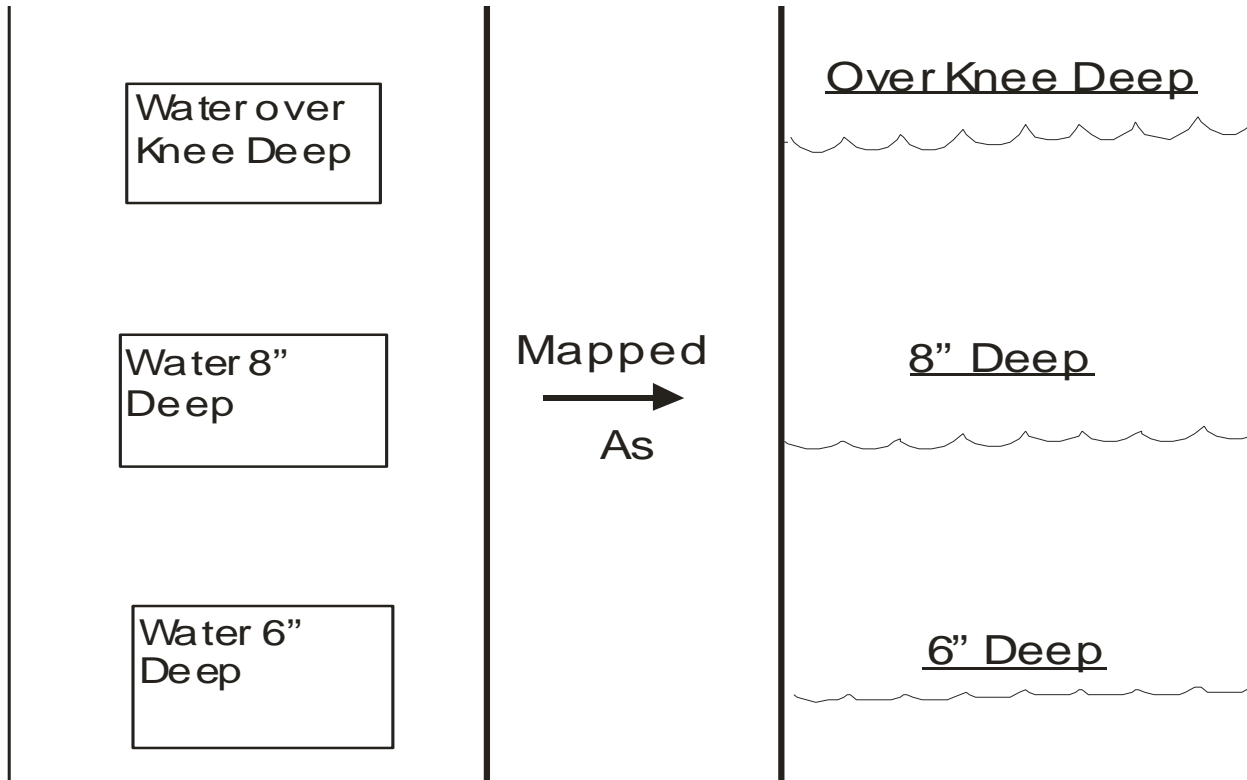 Water over
Knee Deep
Water 8”
Deep
Water 6”
Deep
Mapped
As
Over Knee Deep
8” Deep
6” Deep